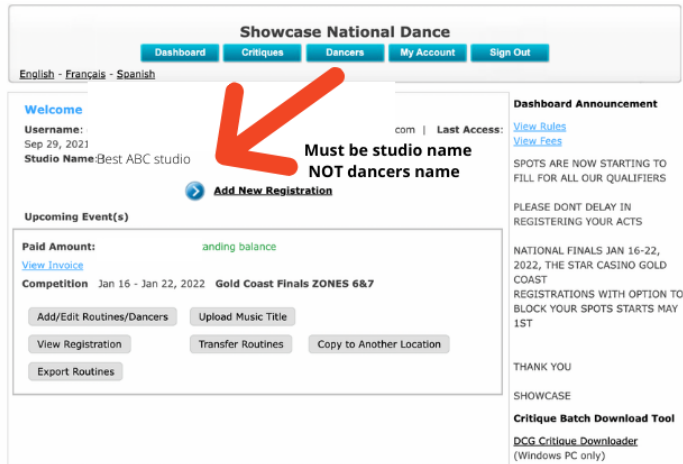 Showcase National Dance
Dashboard Critiques Dancers My Account Sign Out
English - Français - Spanish
Welcome
Username: com | Last Access:
Sep 29, 2021
Studio Name: Best ABC studio
Must be studio name
NOT dancers name
Add New Registration
Upcoming Event(s)
Paid Amount: anding balance
View Invoice
Competition Jan 16 - Jan 22, 2022 Gold Coast Finals ZONES 6&7
Add/Edit Routines/Dancers Upload Music Title
View Registration Transfer Routines Copy to Another Location
Export Routines
Dashboard Announcement
View Rules
View Fees
SPOTS ARE NOW STARTING TO
FILL FOR ALL OUR QUALIFIERS
PLEASE DONT DELAY IN
REGISTERING YOUR ACTS
NATIONAL FINALS JAN 16-22,
2022, THE STAR CASINO GOLD
COAST
REGISTRATIONS WITH OPTION TO
BLOCK YOUR SPOTS STARTS MAY
1ST
THANK YOU
SHOWCASE
Critique Batch Download Tool
DCG Critique Downloader
(Windows PC only)